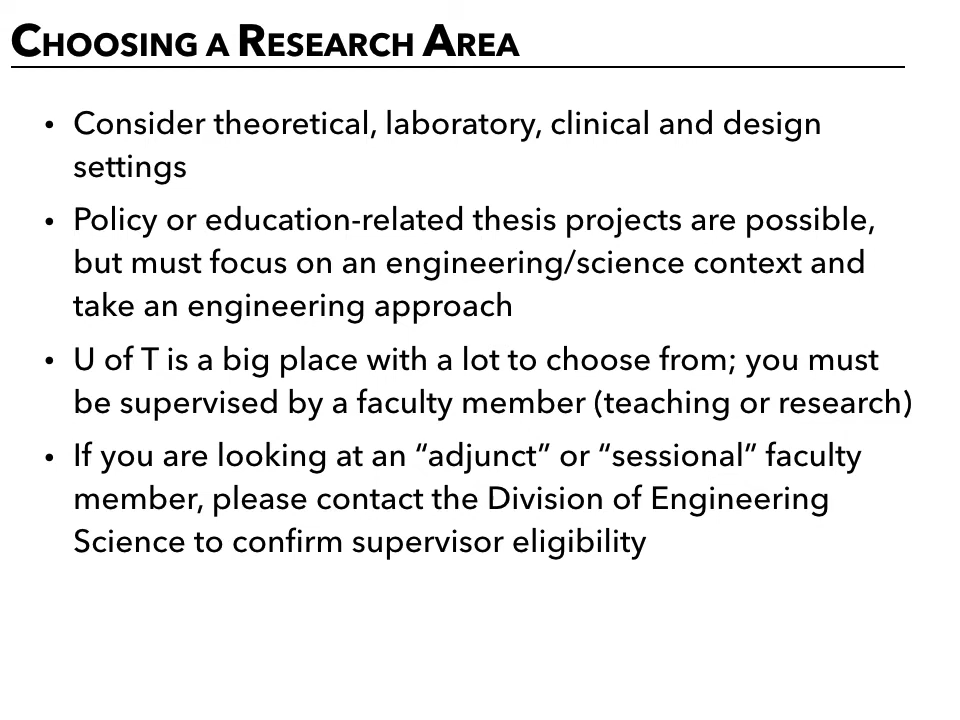 CHOOSING A RESEARCH AREA
• Consider theoretical, laboratory, clinical and design
settings
• Policy or education-related thesis projects are possible,
but must focus on an engineering/science context and
take an engineering approach
• U of T is a big place with a lot to choose from; you must
be supervised by a faculty member (teaching or research)
• If you are looking at an “adjunct” or “sessional” faculty
member, please contact the Division of Engineering
Science to confirm supervisor eligibility